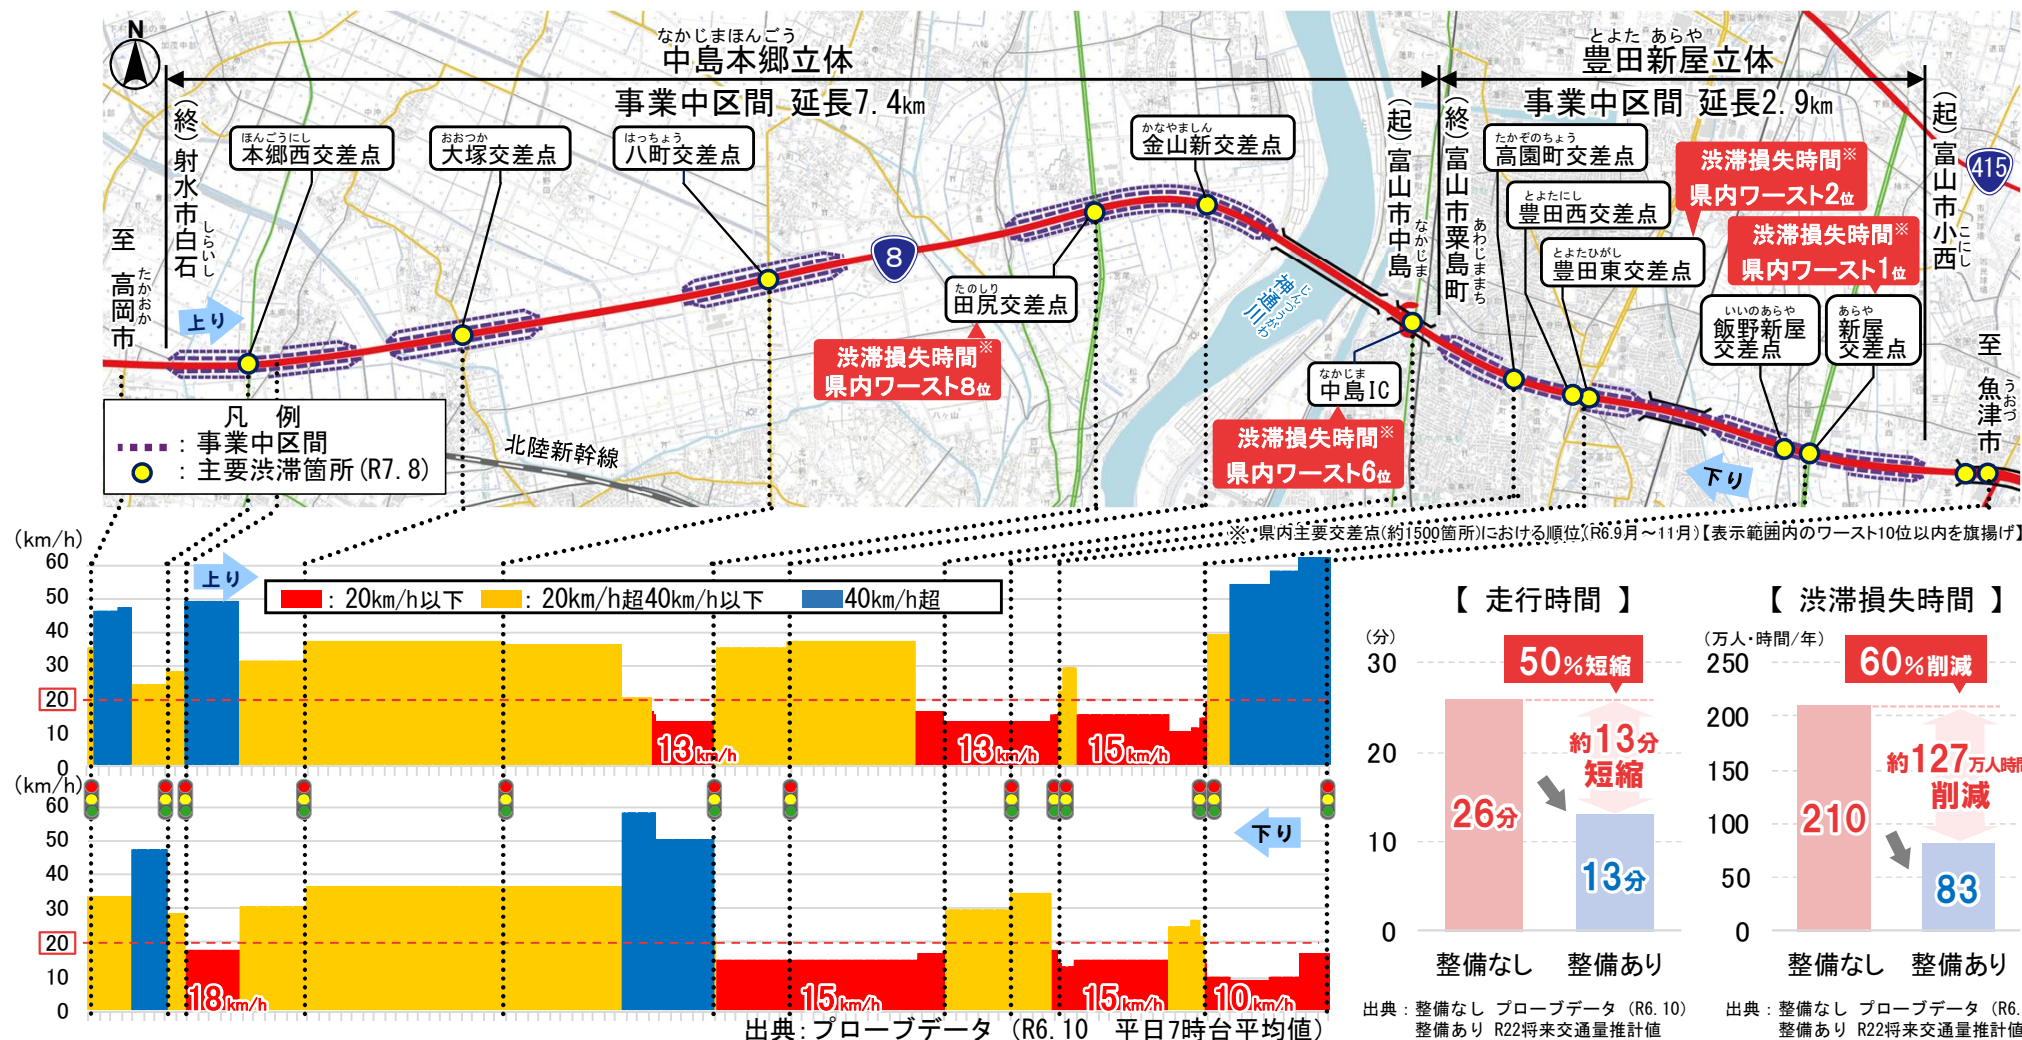 N
なかじまほんごう
中島本郷立体
事業中区間 延長7.4km
とよた あらや
豊田新屋立体
事業中区間 延長2.9km
(終)射水市白石
しらいし
至 高岡市
たかおか
上り
ほんごうにし
本郷西交差点
おおつか
大塚交差点
はっちょう
八町交差点
8
たのしり
田尻交差点
渋滞損失時間※
県内ワースト8位
かなやましん
金山新交差点
神通川
じんつうがわ
(起)富山市中島
なかじま
なかじま
中島IC
渋滞損失時間※
県内ワースト6位
(終)富山市粟島町
あわじままち
たかぞのちょう
高園町交差点
とよたにし
豊田西交差点
とよたひがし
豊田東交差点
渋滞損失時間※
県内ワースト2位
渋滞損失時間※
県内ワースト1位
いいのあらや
飯野新屋
交差点
あらや
新屋
交差点
(起)富山市小西
こにし
415
至 魚津市
うおづ
下り
凡 例
: 事業中区間
: 主要渋滞箇所(R7.8)
北陸新幹線
※ 県内主要交差点(約1500箇所)における順位(R6.9月～11月)【表示範囲内のワースト10位以内を旗揚げ】
(km/h)
60
50
40
30
20
10
0
上り
: 20km/h以下 : 20km/h超40km/h以下 40km/h超
13km/h
13km/h
15km/h
(km/h)
60
50
40
30
20
10
0
下り
18km/h
15km/h
15km/h
10km/h
出典:プローブデータ (R6.10 平日7時台平均値)
【 走行時間 】
(分)
30
20
10
0
50%短縮
約13分
短縮
26分
13分
整備なし 整備あり
出典:整備なし プローブデータ (R6.10)
整備あり R22将来交通量推計値
【 渋滞損失時間 】
(万人・時間/年)
250
200
150
100
50
0
60%削減
約127万人時間
削減
210
83
整備なし 整備あり
出典:整備なし プローブデータ (R6.
整備あり R22将来交通量推計値